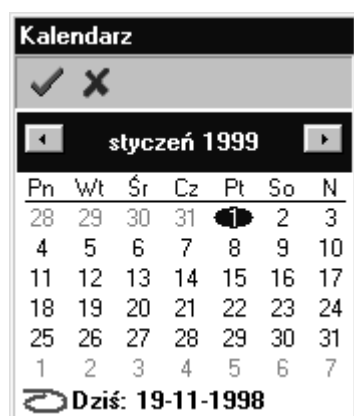 Kalendarz
styczeń 1999
Pn Wt Śr Cz Pt So N
28 29 30 31 1 2 3
4 5 6 7 8 9 10
11 12 13 14 15 16 17
18 19 20 21 22 23 24
25 26 27 28 29 30 31
1 2 3 4 5 6 7
Dziś: 19-11-1998